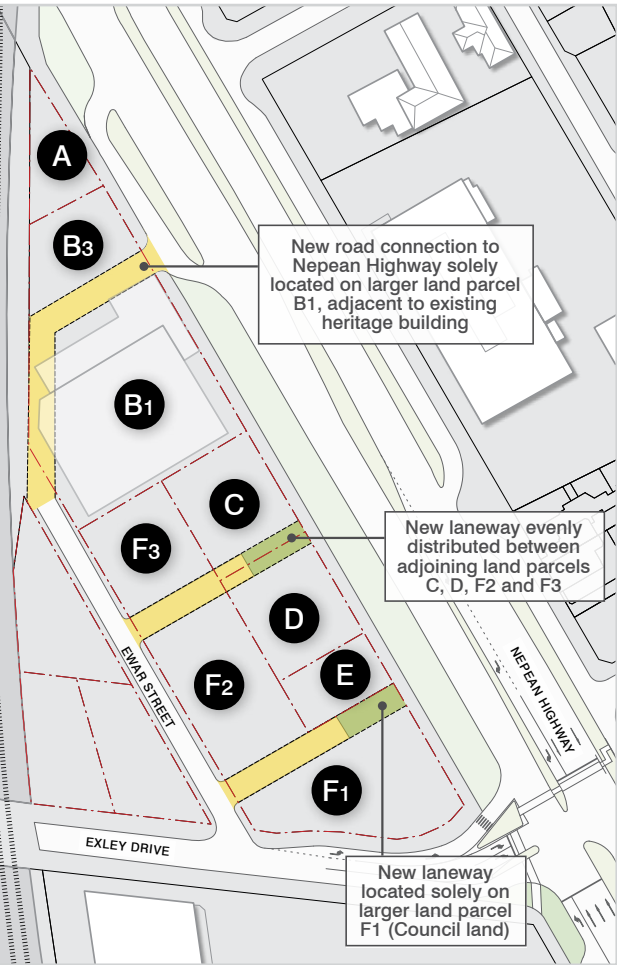 A
B3
New road connection to
Nepean Highway solely
located on larger land parcel
B1, adjacent to existing
heritage building
B1
C
F3
New laneway evenly
distributed between
adjoining land parcels
C, D, F2 and F3
D
E
F2
EWAR STREET
NEPEAN HIGHWAY
F1
EXLEY DRIVE
New laneway
located solely on
larger land parcel
F1 (Council land)